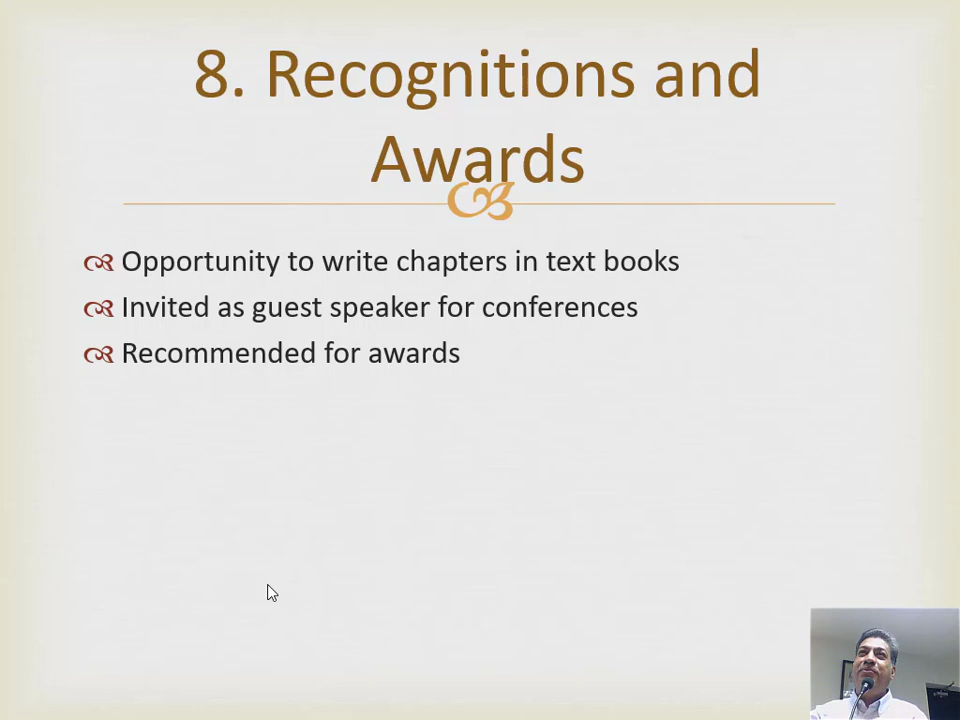 8. Recognitions and
Awards
Opportunity to write chapters in text books
Invited as guest speaker for conferences
Recommended for awards